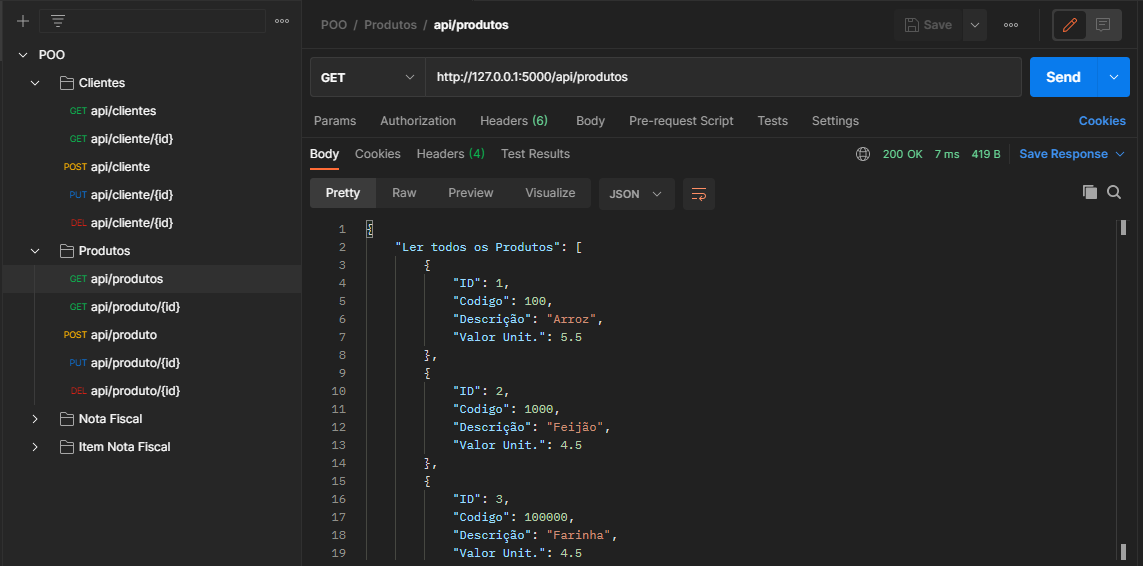 POO / Produtos / api/produtos
Save
POO
Clientes
GET api/clientes
GET api/cliente/{id}
POST api/cliente
PUT api/cliente/{id}
DEL api/cliente/{id}
Produtos
GET api/produtos
GET api/produto/{id}
POST api/produto
PUT api/produto/{id}
DEL api/produto/{id}
Nota Fiscal
Item Nota Fiscal
GET
http://127.0.0.1:5000/api/produtos
Send
Params Authorization Headers (6) Body Pre-request Script Tests Settings Cookies
Body Cookies Headers (4) Test Results 200 OK 7 ms 419 B Save Response
Pretty Raw Preview Visualize JSON
1 {
2 "Ler todos os Produtos": [
3 {
4 "ID": 1,
5 "Codigo": 100,
6 "Descrição": "Arroz",
7 "Valor Unit.": 5.5
8 },
9 {
10 "ID": 2,
11 "Codigo": 1000,
12 "Descrição": "Feijão",
13 "Valor Unit.": 4.5
14 },
15 {
16 "ID": 3,
17 "Codigo": 100000,
18 "Descrição": "Farinha",
19 "Valor Unit.": 4.5